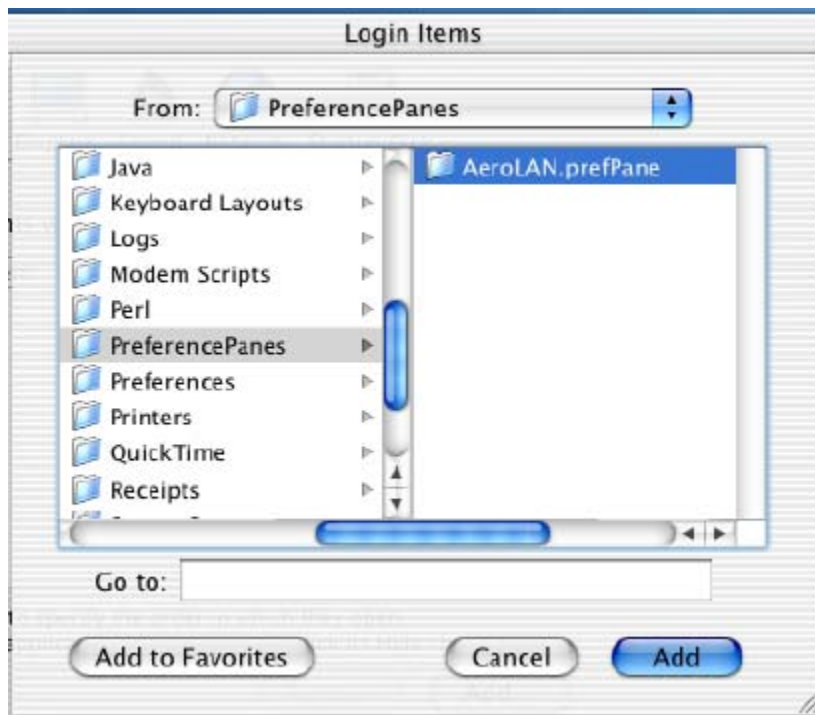 Login Items
From: PreferencePanes
Java
Keyboard Layouts
Logs
Modem Scripts
Perl
PreferencePanes
Preferences
Printers
QuickTime
Receipts
AeroLAN.prefPane
Go to:
Add to Favorites
Cancel
Add